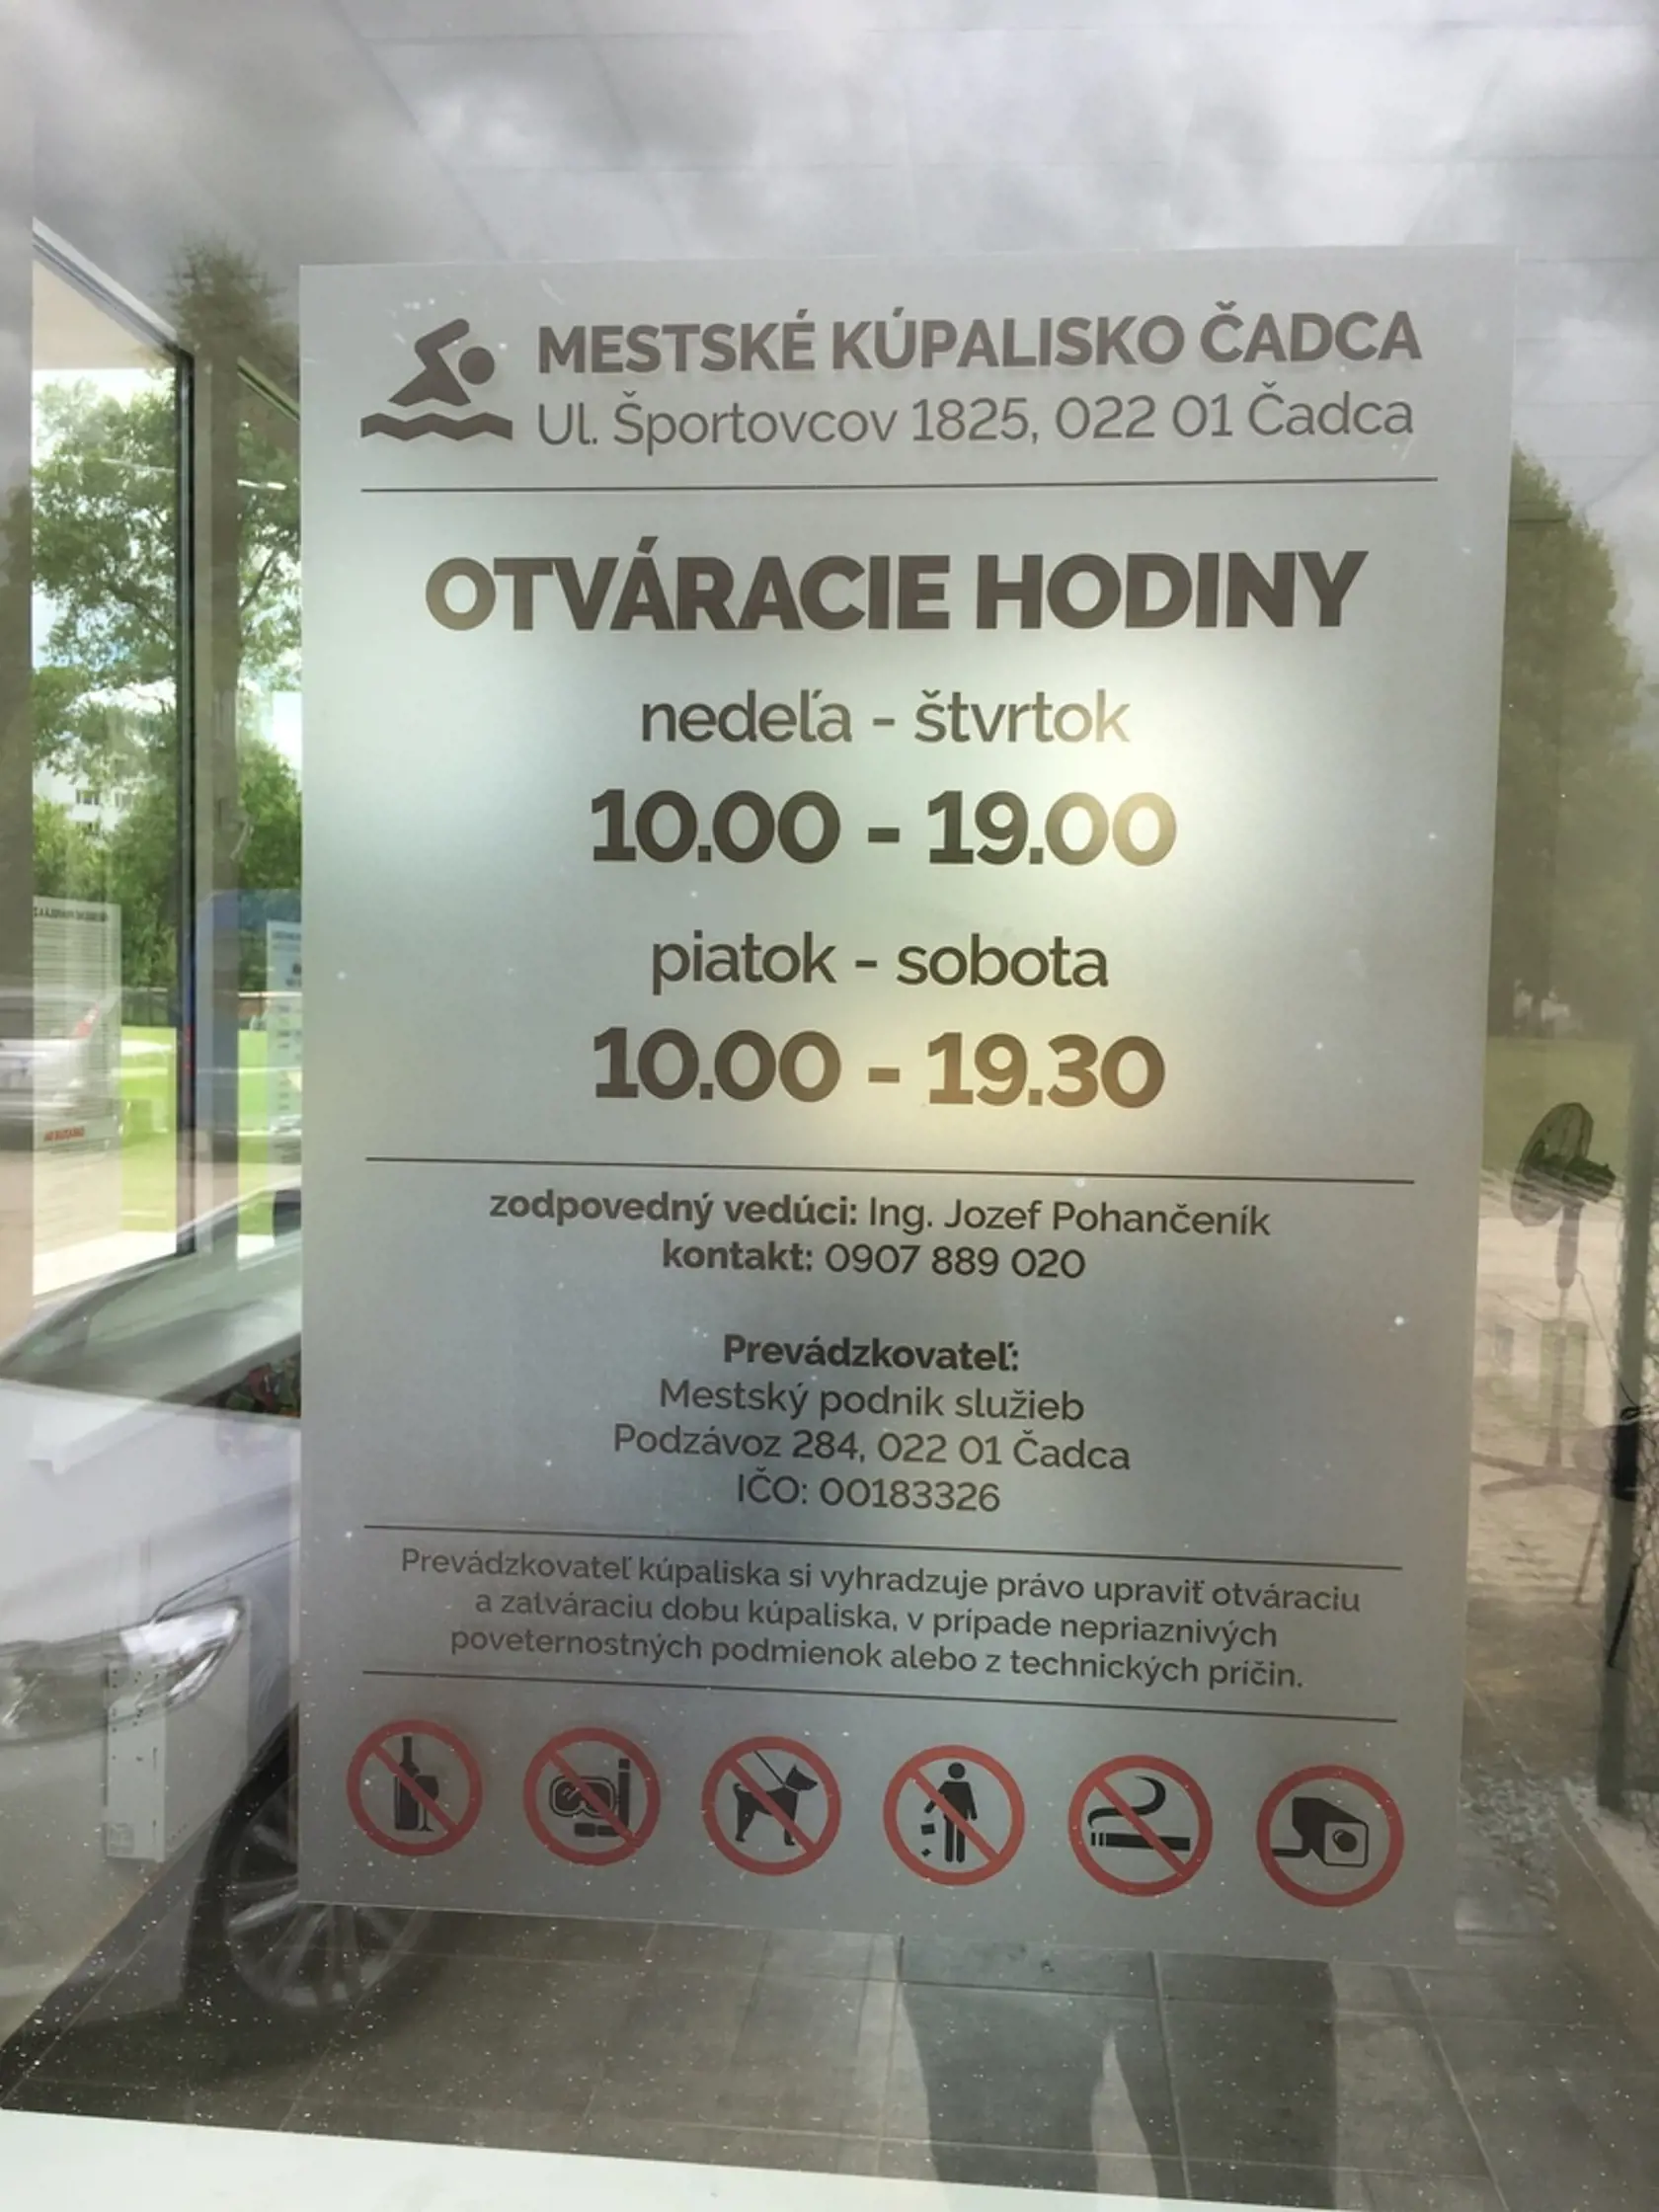 MESTSKÉ KÚPALISKO ČADCA
Ul. Športovcov 1825, 022 01 Čadca
OTVÁRACIE HODINY
nedeľa - štvrtok
10.00 - 19.00
piatok - sobota
10.00 - 19.30
zodpovedný vedúci: Ing. Jozef Pohančeník
kontakt: 0907 889 020
Prevádzkovateľ:
Mestský podnik služieb
Podzávoz 284, 022 01 Čadca
IČO: 00183326
Prevádzkovateľ kúpaliska si vyhradzuje právo upraviť otváraciu
a zatváraciu dobu kúpaliska, v prípade nepriaznivých
poveternostných podmienok alebo z technických príčin.